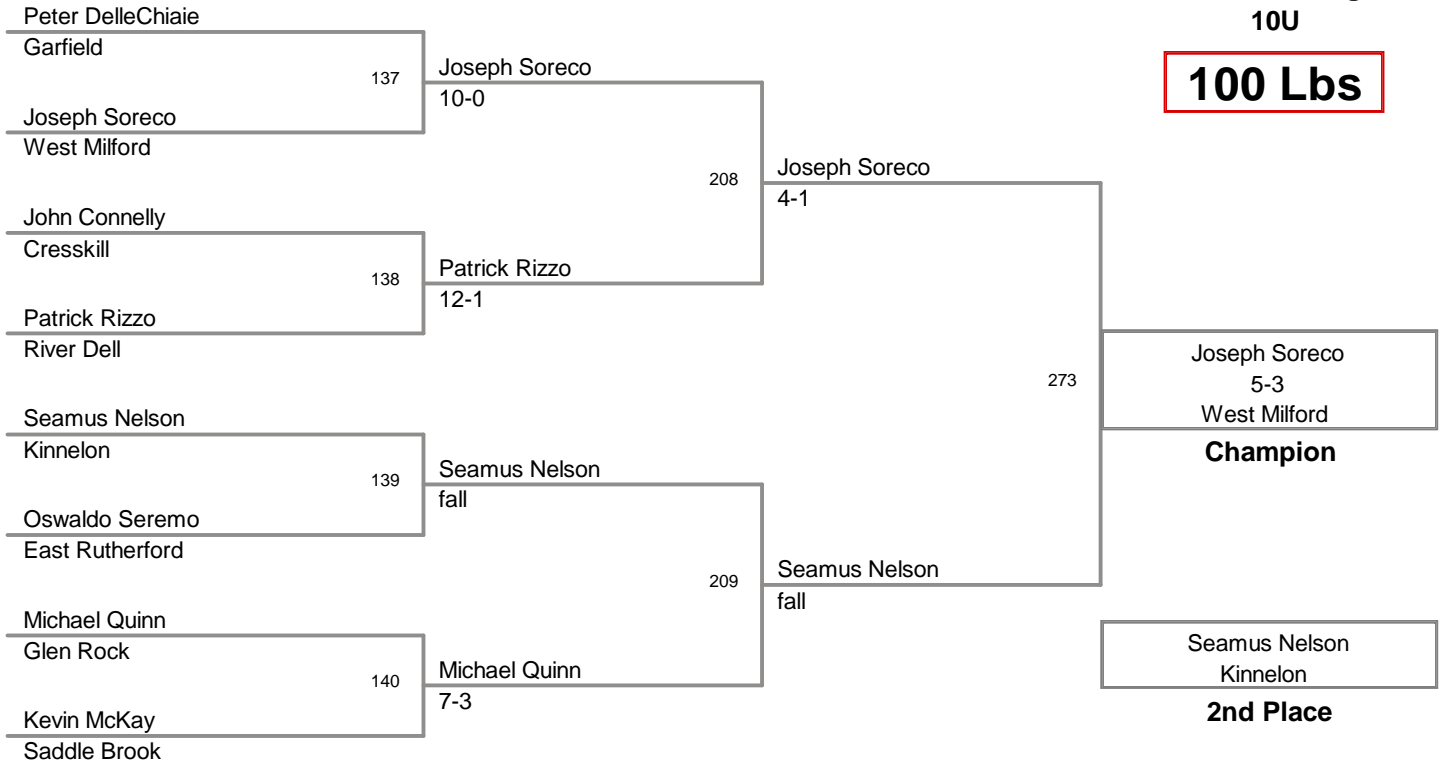 10U
100 Lbs
Peter DelleChiaie
Garfield
137
Joseph Soreco
10-0
Joseph Soreco
West Milford
208
Joseph Soreco
4-1
John Connelly
Cresskill
138
Patrick Rizzo
12-1
Patrick Rizzo
River Dell
273
Joseph Soreco
5-3
West Milford
Champion
Seamus Nelson
Kinnelon
139
Seamus Nelson
fall
Oswaldo Seremo
East Rutherford
209
Seamus Nelson
fall
Michael Quinn
Glen Rock
140
Michael Quinn
7-3
Kevin McKay
Saddle Brook
Seamus Nelson
Kinnelon
2nd Place